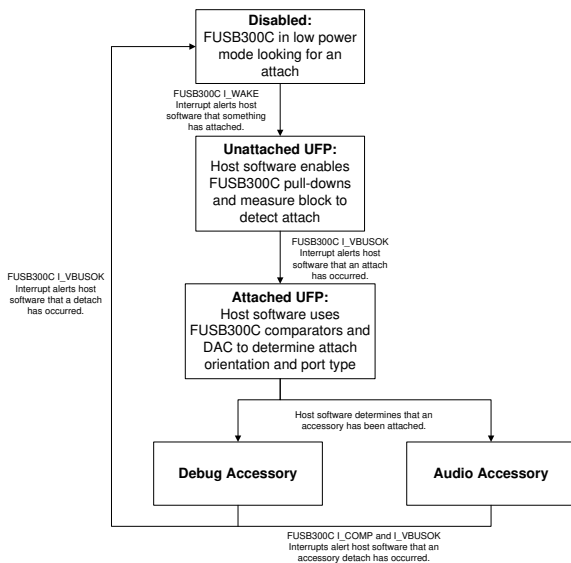 Disabled:
FUSB300C in low power
mode looking for an
attach
FUSB300C I_WAKE
Interrupt alerts host
software that something
has attached.
Unattached UFP:
Host software enables
FUSB300C pull-downs
and measure block to
detect attach
FUSB300C I_VBUSOK
Interrupt alerts host
software that an attach
has occurred.
FUSB300C I_VBUSOK
Interrupt alerts host
software that a detach
has occurred.
Attached UFP:
Host software uses
FUSB300C comparators and
DAC to determine attach
orientation and port type
Host software determines that an
accessory has been attached.
Debug Accessory
Audio Accessory
FUSB300C I_COMP and I_VBUSOK
Interrupts alert host software that an
accessory detach has occurred.